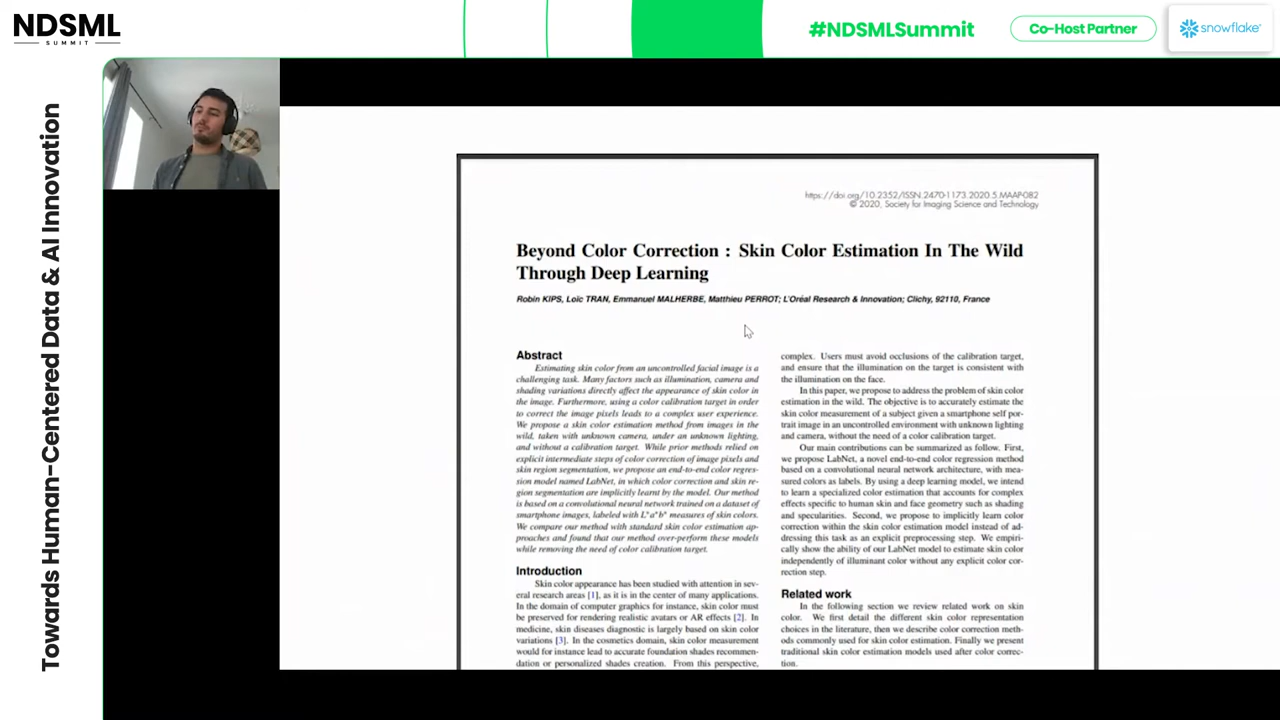 NDSML
SUMMIT
#NDSMLSummit
Co-Host Partner
snowflake
Towards Human-Centered Data & AI Innovation
https://doi.org/10.2352/ISSN.2470-1173.2020.5.MAAP-082
© 2020, Society for Imaging Science and Technology
Beyond Color Correction : Skin Color Estimation In The Wild
Through Deep Learning
Robin KIPS, Loïc TRAN, Emmanuel MALHERBE, Matthieu PERROT; L'Oréal Research & Innovation; Clichy, 92110, France
Abstract
Estimating skin color from an uncontrolled facial image is a
challenging task. Many factors such as illumination, camera and
shading variations directly affect the appearance of skin color in
the image. Furthermore, using a color calibration target in order
to correct the image pixels leads to a complex user experience.
We propose a skin color estimation method from images in the
wild, taken with unknown camera, under an unknown lighting,
and without a calibration target. While prior methods relied on
explicit intermediate steps of color correction of image pixels and
skin region segmentation, we propose an end-to-end color regres-
sion model named LabNet, in which color correction and skin re-
gion segmentation are implicitly learnt by the model. Our method
is based on a convolutional neural network trained on a dataset of
smartphone images, labeled with L*a*b* measures of skin colors.
We compare our method with standard skin color estimation ap-
proaches and found that our method over-perform these models
while removing the need of color calibration target.
Introduction
Skin color appearance has been studied with attention in sev-
eral research areas [1], as it is in the center of many applications.
In the domain of computer graphics for instance, skin color must
be preserved for rendering realistic avatars or AR effects [2]. In
medicine, skin diseases diagnostic is largely based on skin color
variations [3]. In the cosmetics domain, skin color measurement
would for instance lead to accurate foundation shades recommen-
dation or personalized shades creation. From this perspective,
complex. Users must avoid occlusions of the calibration target,
and ensure that the illumination on the target is consistent with
the illumination on the face.
In this paper, we propose to address the problem of skin color
estimation in the wild. The objective is to accurately estimate the
skin color measurement of a subject given a smartphone self por-
trait image in an uncontrolled environment with unknown lighting
and camera, without the need of a color calibration target.
Our main contributions can be summarized as follow. First,
we propose LabNet, a novel end-to-end color regression method
based on a convolutional neural network architecture, with mea-
sured colors as labels. By using a deep learning model, we intend
to learn a specialized color estimation that accounts for complex
effects specific to human skin and face geometry such as shading
and specularities. Second, we propose to implicitly learn color
correction within the skin color estimation model instead of ad-
dressing this task as an explicit preprocessing step. We empiri-
cally show the ability of our LabNet model to estimate skin color
independently of illuminant color without any explicit color cor-
rection step.
Related work
In the following section we review related work on skin
color. We first detail the different skin color representation
choices in the literature, then we describe color correction meth-
ods commonly used for skin color estimation. Finally we present
traditional skin color estimation models used after color correc-
tion.